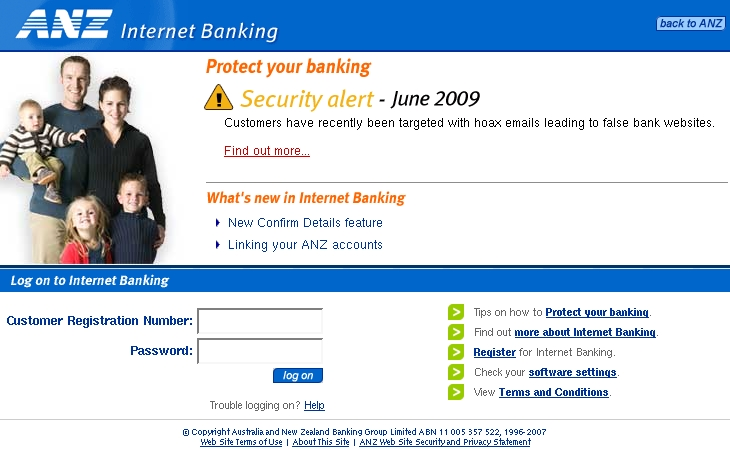 ANZ Internet Banking
back to ANZ
Protect your banking
Security alert - June 2009
Customers have recently been targeted with hoax emails leading to false bank websites.
Find out more...
What's new in Internet Banking
New Confirm Details feature
Linking your ANZ accounts
Log on to Internet Banking
Customer Registration Number:
Password:
log on
Trouble logging on? Help
> Tips on how to Protect your banking.
> Find out more about Internet Banking.
> Register for Internet Banking.
> Check your software settings.
> View Terms and Conditions.
© Copyright Australia and New Zealand Banking Group Limited ABN 11 005 357 522, 1996-2007
Web Site Terms of Use | About This Site | ANZ Web Site Security and Privacy Statement